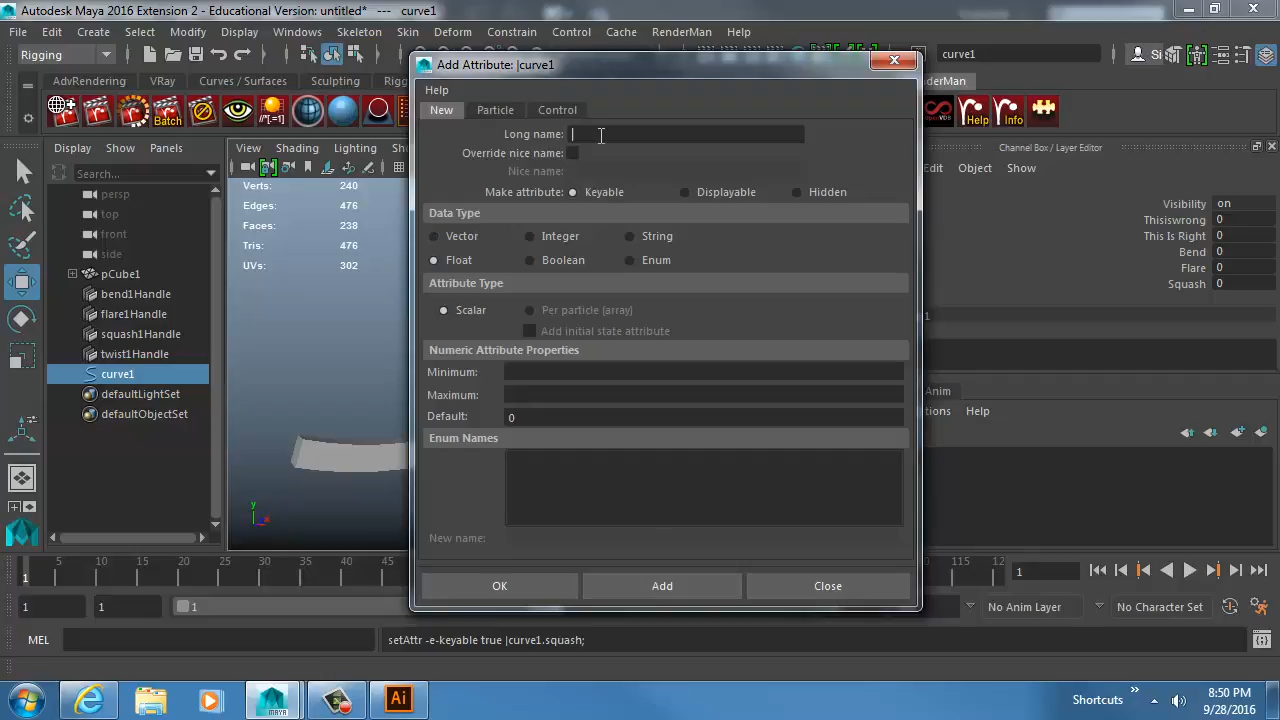 Autodesk Maya 2016 Extension 2 - Educational Version: untitled* --- curve1
File Edit Create Select Modify Display Windows Skeleton Skin Deform Constrain Control Cache RenderMan Help
Rigging
curve1
Si
Add Attribute: |curve1
AdvRendering VRay Curves / Surfaces Sculpting
nderMan
Help
New Particle Control
Batch
//*[.=]
Help Info
Long name:
Display Show Panels
View Shading Lighting
Channel Box / Layer Editor
Override nice name:
Edit Object Show
Search...
Nice name:
Verts: 240
Edges: 476
Faces: 238
Tris: 476
UVs: 302
Make attribute: Keyable Displayable Hidden
persp
top
front
side
pCube1
bend1Handle
flare1Handle
squash1Handle
twist1Handle
curve1
defaultLightSet
defaultObjectSet
Data Type
Vector Integer String
Float Boolean Enum
Attribute Type
Scalar Per particle (array)
Add initial state attribute
Numeric Attribute Properties
Minimum:
Maximum:
Default: 0
Enum Names
New name:
OK Add Close
Visibility on
Thisiswrong 0
This Is Right 0
Bend 0
Flare 0
Squash 0
Anim
Help
y
x
1 5 10 15 20 25 30 35 40 45
115 12
1
1 1 1
No Anim Layer No Character Set
MEL
setAttr -e-keyable true |curve1.squash;
MAYA
Ai
Shortcuts
8:50 PM
9/28/2016